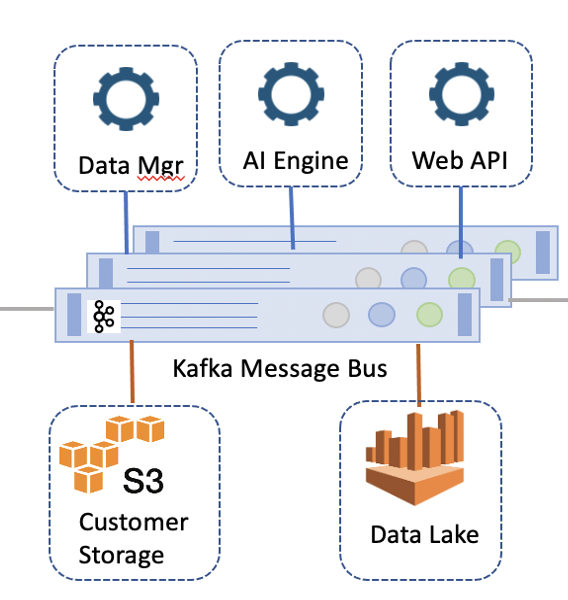 Data Mgr
AI Engine
Web API
Kafka Message Bus
S3
Customer
Storage
Data Lake